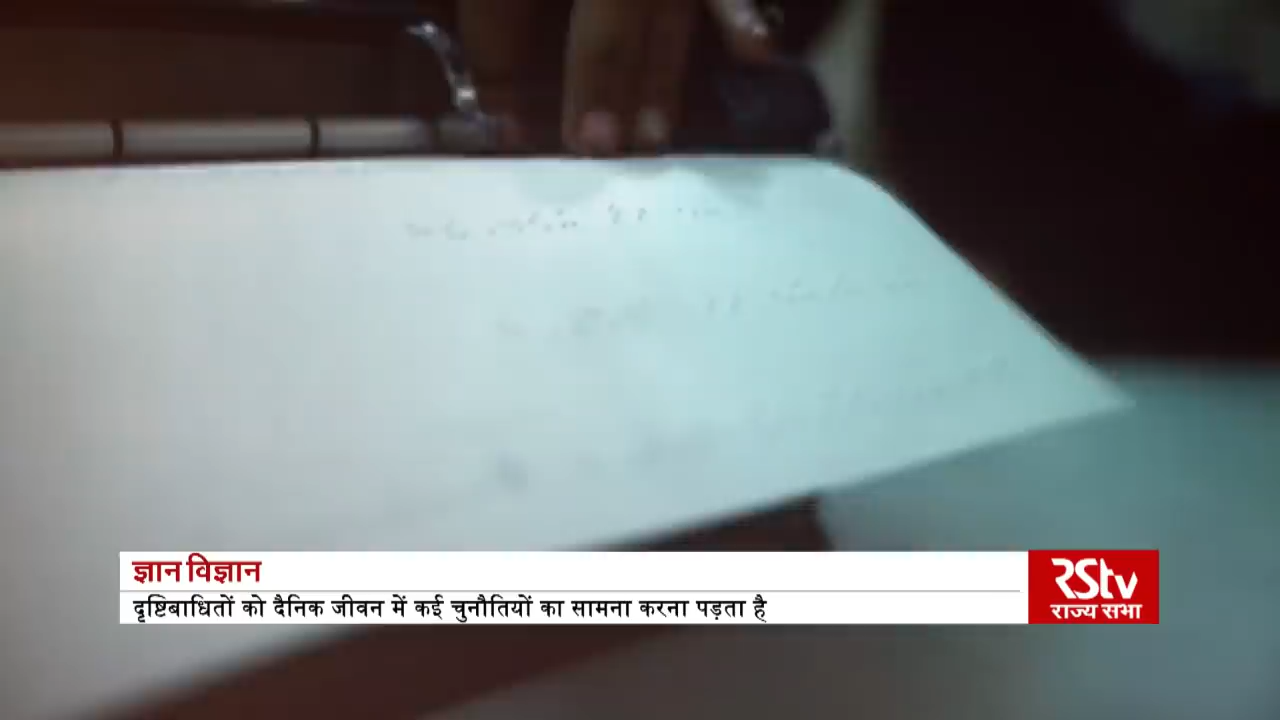 ज्ञान विज्ञान
दृष्टिबाधितों को दैनिक जीवन में कई चुनौतियों का सामना करना पड़ता है
RStv
राज्य सभा